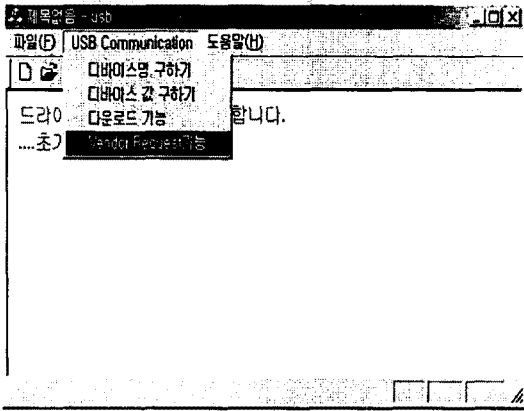 제목없음 - usb
파일(F) USB Communication 도움말(H)
디바이스명 구하기
디바이스 값 구하기
드라이 다운로드 기능 합니다.
....초기 Vendor Request기능